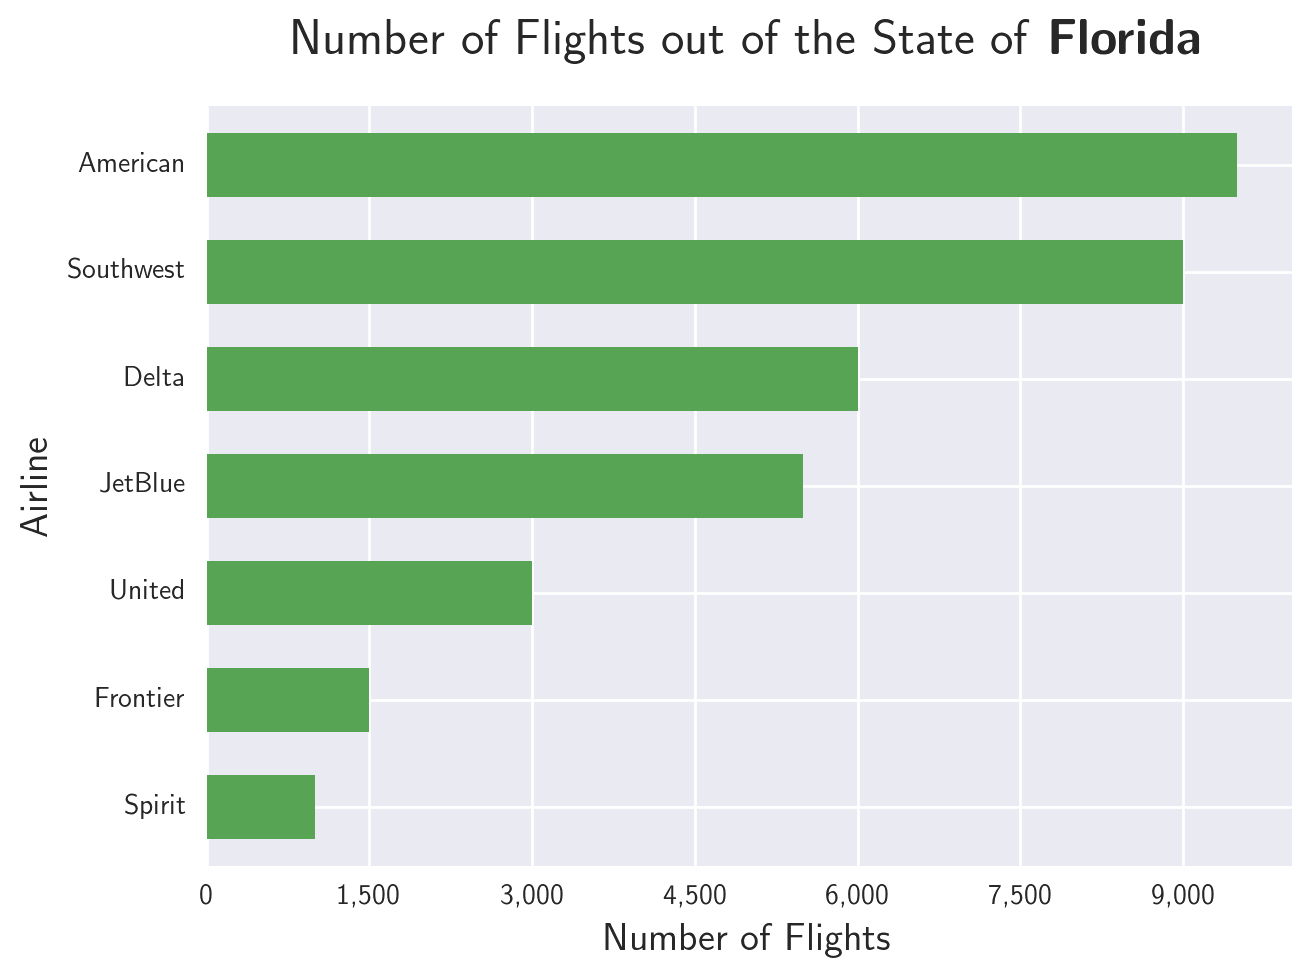 Number of Flights out of the State of Florida
American
Southwest
Delta
JetBlue
United
Frontier
Spirit
Airline
0 1,500 3,000 4,500 6,000 7,500 9,000
Number of Flights